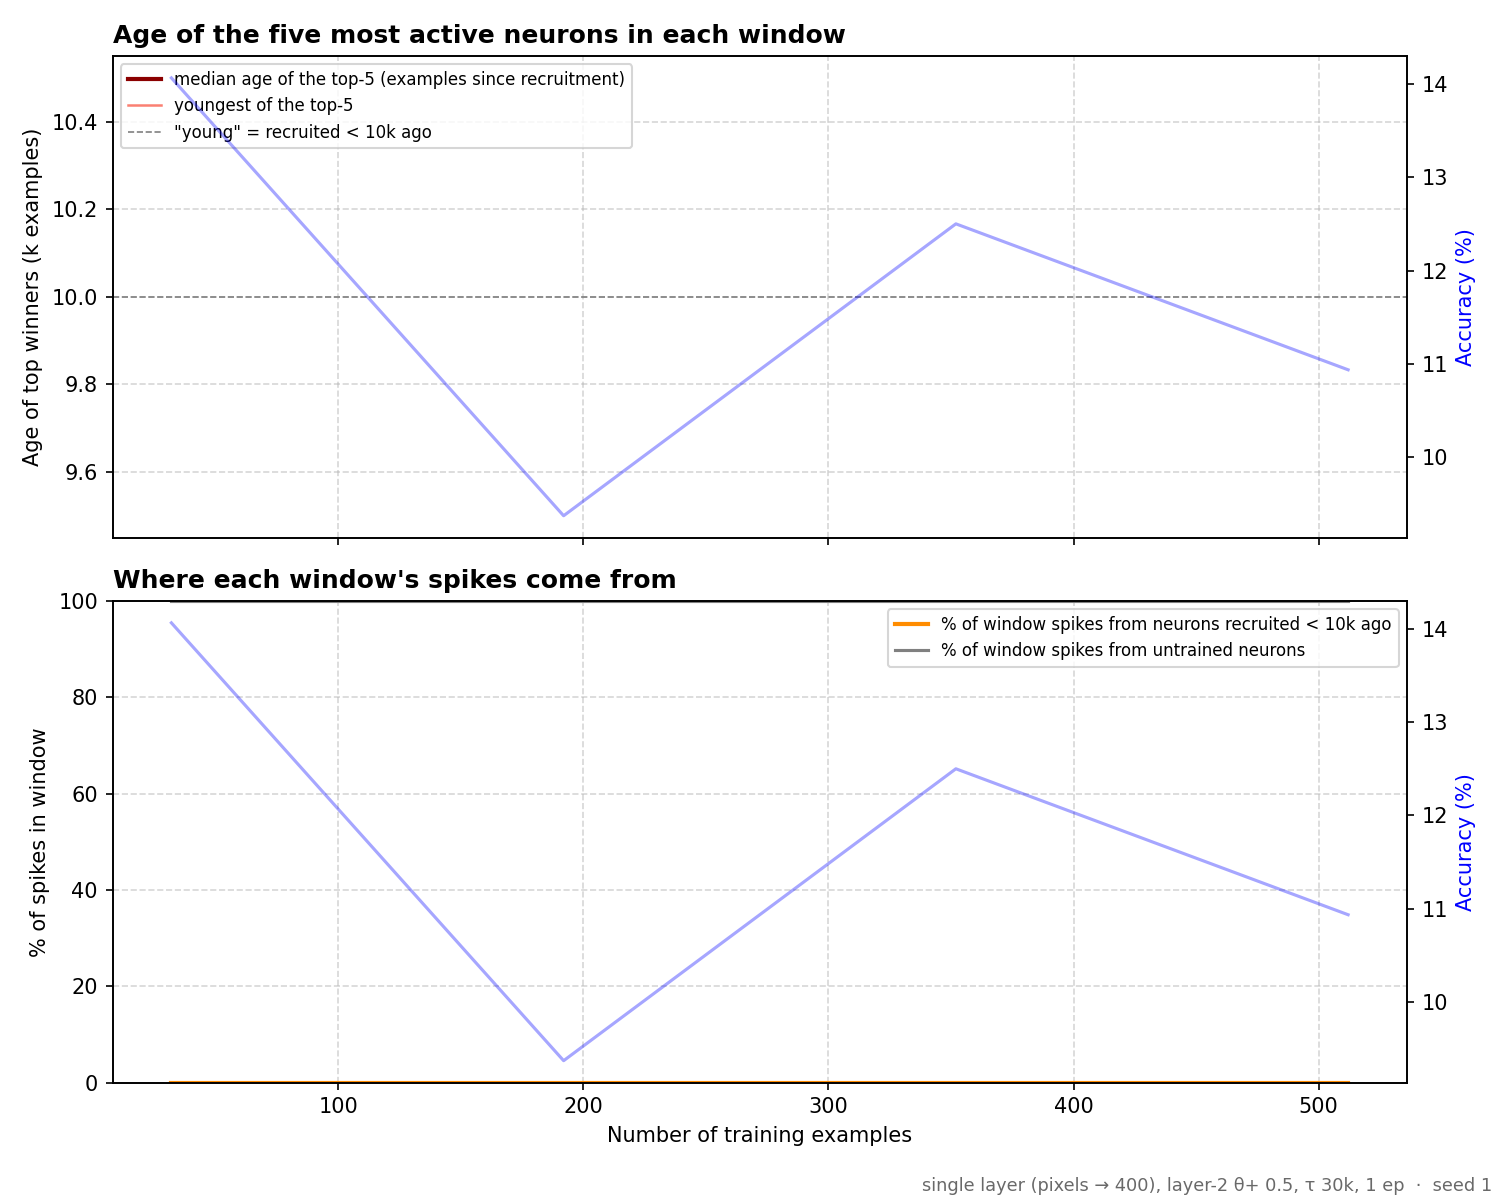 Age of the five most active neurons in each window
median age of the top-5 (examples since recruitment)
youngest of the top-5
"young" = recruited < 10k ago
10.4
10.2
10.0
9.8
9.6
Age of top winners (k examples)
14
13
12
11
10
Accuracy (%)
Where each window's spikes come from
% of window spikes from neurons recruited < 10k ago
% of window spikes from untrained neurons
100
80
60
40
20
0
% of spikes in window
14
13
12
11
10
Accuracy (%)
100 200 300 400 500
Number of training examples
single layer (pixels → 400), layer-2 θ+ 0.5, τ 30k, 1 ep · seed 1